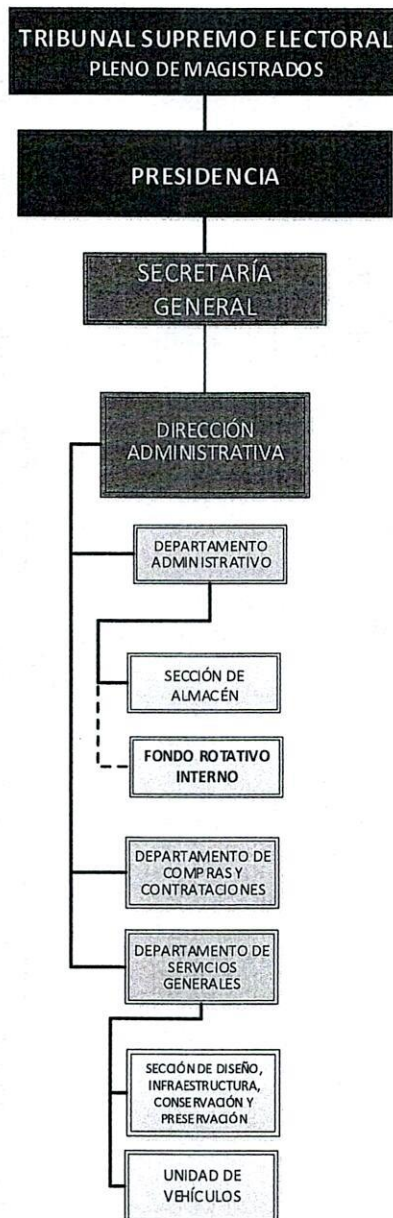 TRIBUNAL SUPREMO ELECTORAL
PLENO DE MAGISTRADOS
PRESIDENCIA
SECRETARÍA
GENERAL
DIRECCIÓN
ADMINISTRATIVA
DEPARTAMENTO
ADMINISTRATIVO
SECCIÓN DE
ALMACÉN
FONDO ROTATIVO
INTERNO
DEPARTAMENTO DE
COMPRAS Y
CONTRATACIONES
DEPARTAMENTO DE
SERVICIOS
GENERALES
SECCIÓN DE DISEÑO,
INFRAESTRUCTURA,
CONSERVACIÓN Y
PRESERVACIÓN
UNIDAD DE
VEHÍCULOS